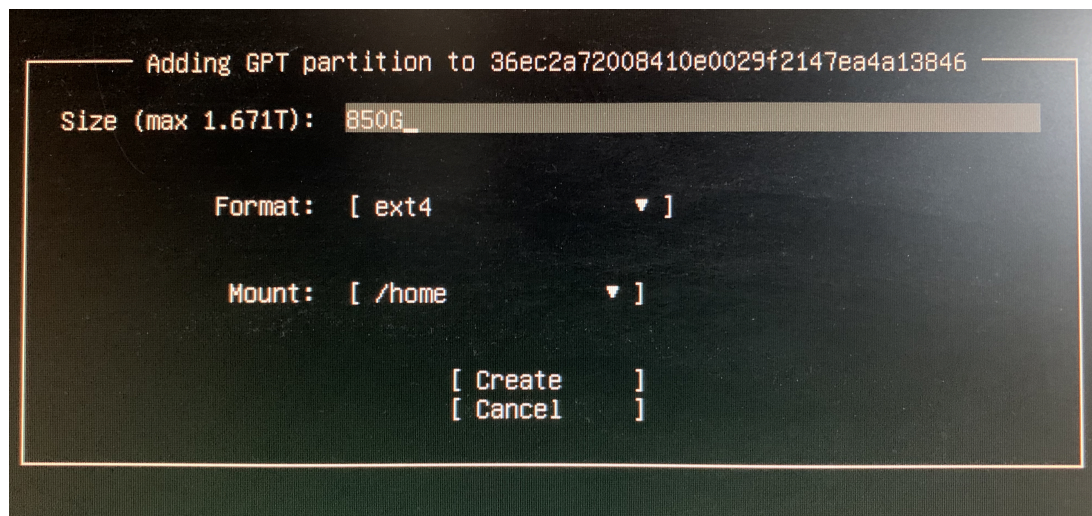 Adding GPT partition to 36ec2a72008410e0029f2147ea4a13846
Size (max 1.671T): 850G_
Format: [ ext4 ▼ ]
Mount: [ /home ▼ ]
[ Create ]
[ Cancel ]